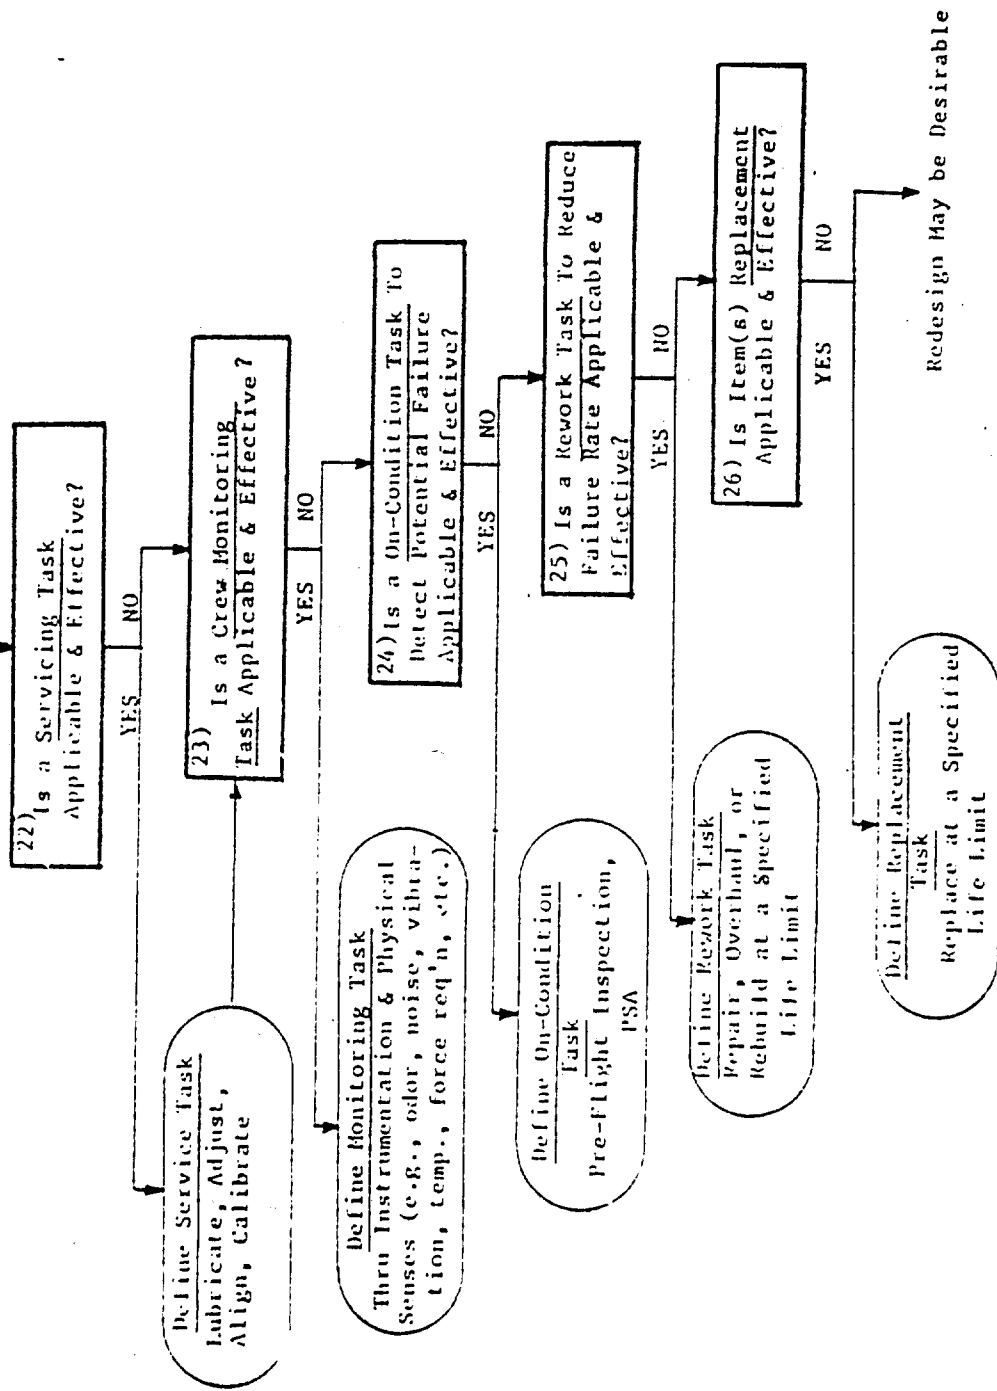 22) Is a Servicing Task
Applicable & Effective?
YES
NO
Define Service Task
Lubricate, Adjust,
Align, Calibrate
23) Is a Crew Monitoring
Task Applicable & Effective?
YES
NO
Define Monitoring Task
Thru Instrumentation & Physical
Senses (e.g., odor, noise, vibra-
tion, temp., force req'n, etc.)
24) Is a On-Condition Task To
Detect Potential Failure
Applicable & Effective?
YES
NO
Define On-Condition
Task
Pre-Flight Inspection,
PSA
25) Is a Rework Task To Reduce
Failure Rate Applicable &
Effective?
YES
NO
Define Rework Task
Repair, Overhaul, or
Rebuild at a Specified
Life Limit
26) Is Item(s) Replacement
Applicable & Effective?
YES
NO
Define Replacement
Task
Replace at a Specified
Life Limit
Redesign May be Desirable